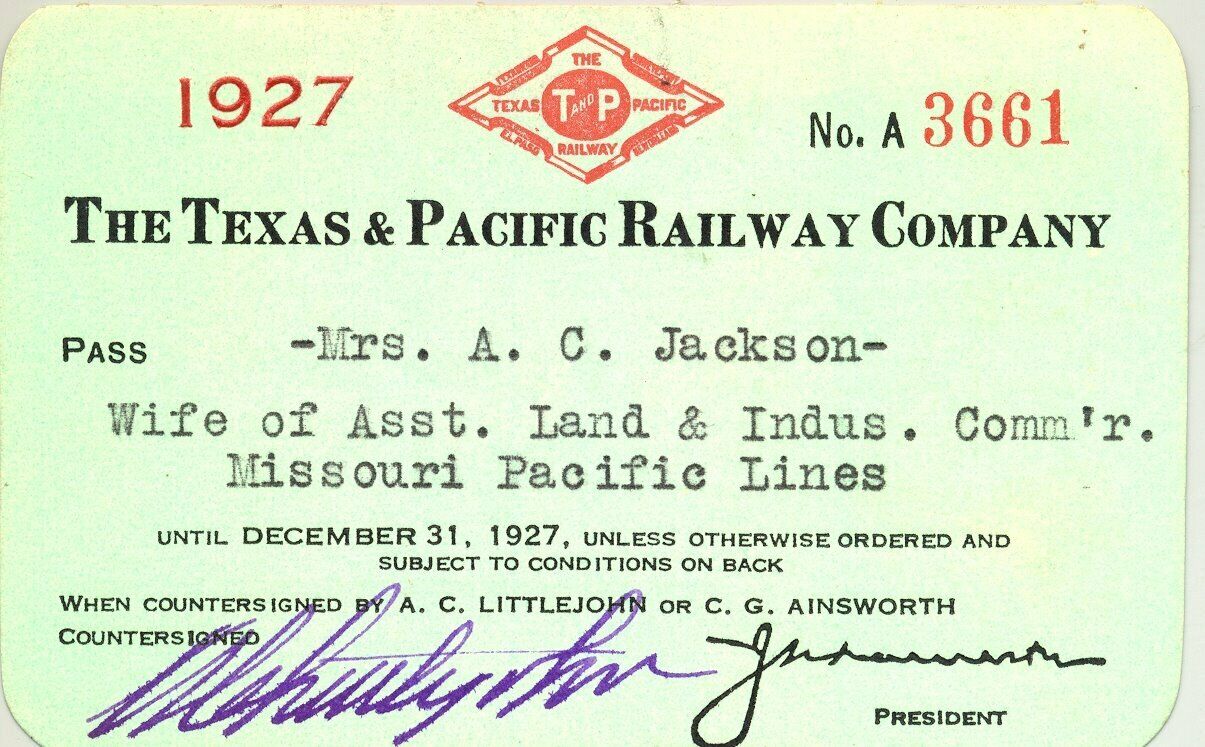 1927
THE
TEXAS T AND P PACIFIC
EL PASO
RAILWAY
No. A 3661
THE TEXAS & PACIFIC RAILWAY COMPANY
PASS -Mrs. A. C. Jackson-
Wife of Asst. Land & Indus. Comm'r.
Missouri Pacific Lines
UNTIL DECEMBER 31, 1927, UNLESS OTHERWISE ORDERED AND
SUBJECT TO CONDITIONS ON BACK
WHEN COUNTERSIGNED BY A. C. LITTLEJOHN OR C. G. AINSWORTH
COUNTERSIGNED
PRESIDENT